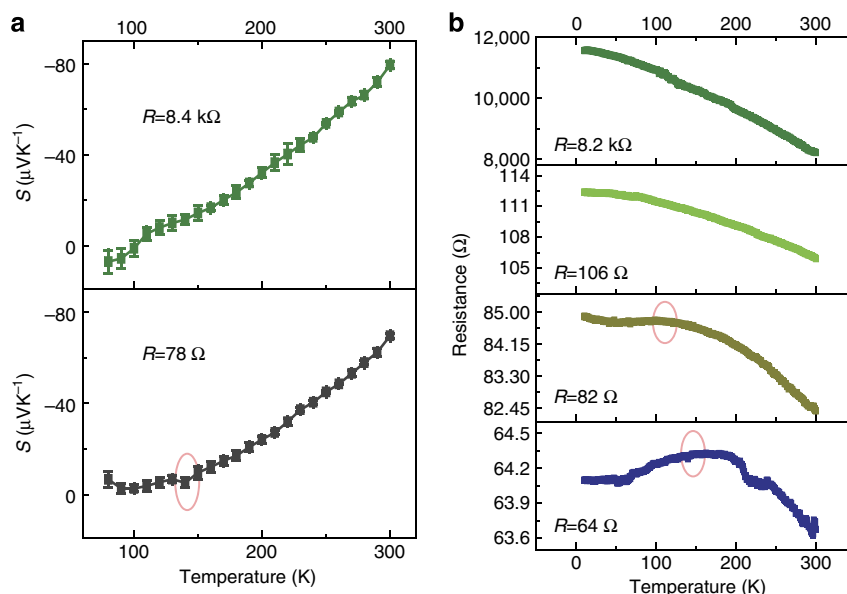 a
100 200 300
−80
−40
0
S (μVK⁻¹)
R=8.4 kΩ
−80
−40
0
S (μVK⁻¹)
R=78 Ω
100 200 300
Temperature (K)
b
0 100 200 300
12,000
10,000
8,000
R=8.2 kΩ
114
111
108
105
R=106 Ω
Resistance (Ω)
85.00
84.15
83.30
82.45
R=82 Ω
64.5
64.2
63.9
63.6
R=64 Ω
0 100 200 300
Temperature (K)